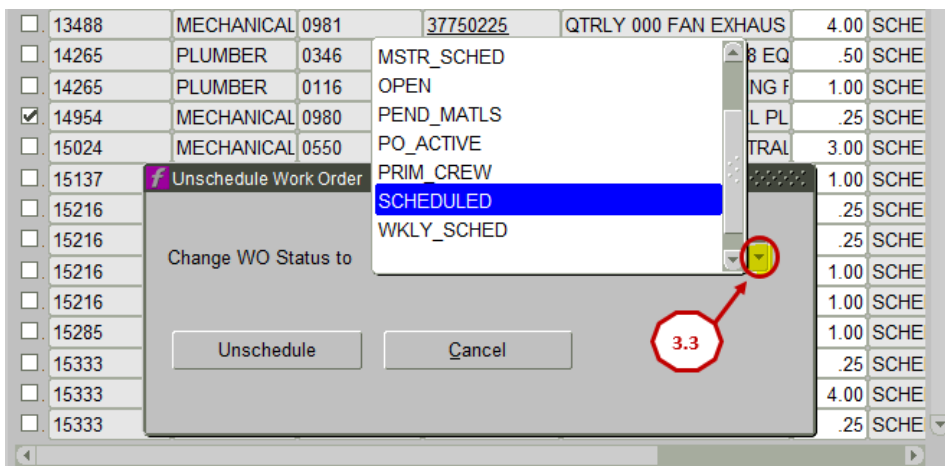 13488 MECHANICAL 0981 37750225 QTRLY 000 FAN EXHAUS 4.00 SCHE
14265 PLUMBER 0346 8 EQ .50 SCHE
MSTR_SCHED
14265 PLUMBER 0116 NG F 1.00 SCHE
OPEN
14954 MECHANICAL 0980 L PL .25 SCHE
PEND_MATLS
15024 MECHANICAL 0550 TRAL 3.00 SCHE
PO_ACTIVE
15137 1.00 SCHE
Unschedule Work Order
PRIM_CREW
15216 .25 SCHE
SCHEDULED
15216 .25 SCHE
WKLY_SCHED
Change WO Status to
15216 1.00 SCHE
15216 1.00 SCHE
15285 1.00 SCHE
Unschedule Cancel
3.3
15333 .25 SCHE
15333 4.00 SCHE
15333 .25 SCHE